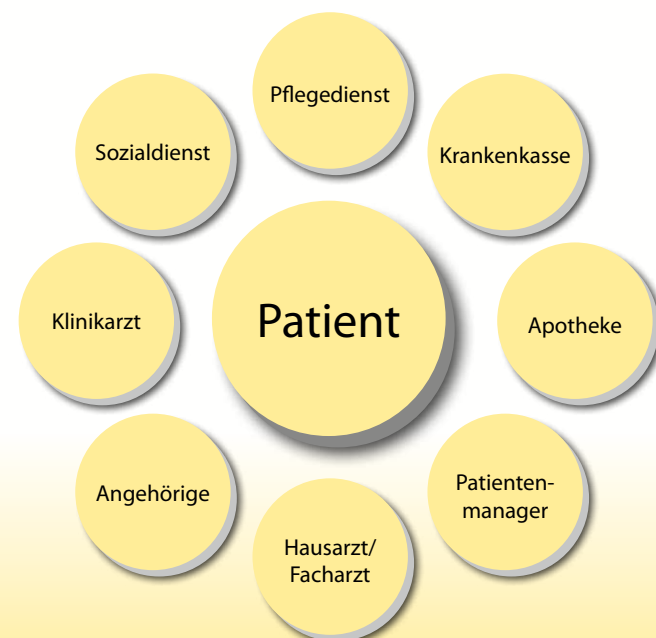 Pflegedienst
Sozialdienst
Krankenkasse
Klinikarzt
Patient
Apotheke
Angehörige
Patienten-
manager
Hausarzt/
Facharzt